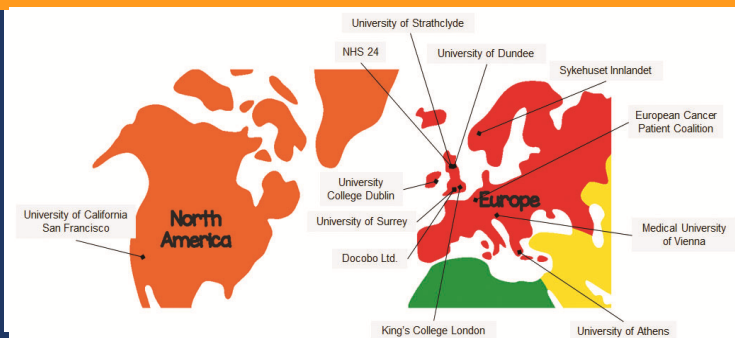 University of Strathclyde
NHS 24
University of Dundee
Sykehuset Innlandet
European Cancer
Patient Coalition
University
College Dublin
Europe
University of California
San Francisco
North
America
University of Surrey
Medical University
of Vienna
Docobo Ltd.
King's College London
University of Athens